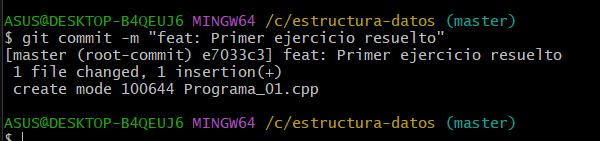 ASUS@DESKTOP-B4QEUJ6 MINGW64 /c/estructura-datos (master)
$ git commit -m "feat: Primer ejercicio resuelto"
[master (root-commit) e7033c3] feat: Primer ejercicio resuelto
 1 file changed, 1 insertion(+)
 create mode 100644 Programa_01.cpp
ASUS@DESKTOP-B4QEUJ6 MINGW64 /c/estructura-datos (master)
$